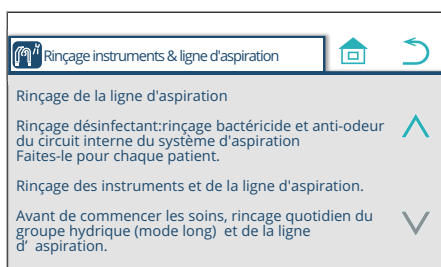 Rinçage instruments & ligne d'aspiration
Rinçage de la ligne d'aspiration
Rinçage désinfectant:rinçage bactéricide et anti-odeur
du circuit interne du système d'aspiration
Faites-le pour chaque patient.
Rinçage des instruments et de la ligne d'aspiration.
Avant de commencer les soins, rincage quotidien du
groupe hydrique (mode long) et de la ligne
d’ aspiration.